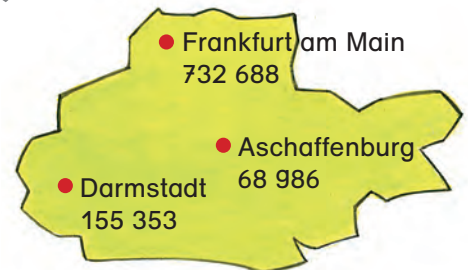 Frankfurt am Main
732 688
Aschaffenburg
68 986
Darmstadt
155 353